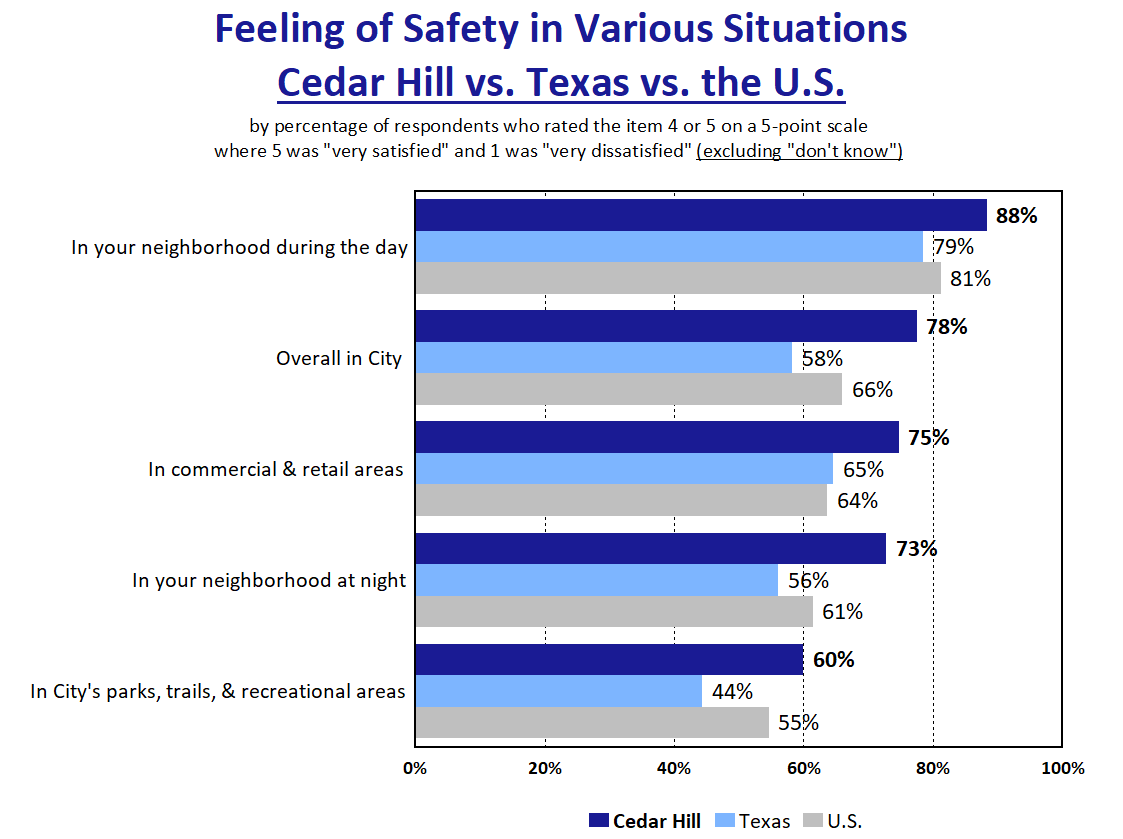 Feeling of Safety in Various Situations
Cedar Hill vs. Texas vs. the U.S.
by percentage of respondents who rated the item 4 or 5 on a 5-point scale
where 5 was "very satisfied" and 1 was "very dissatisfied" (excluding "don't know")
88%
In your neighborhood during the day 79%
81%
78%
Overall in City 58%
66%
75%
In commercial & retail areas 65%
64%
73%
In your neighborhood at night 56%
61%
60%
In City's parks, trails, & recreational areas 44%
55%
0% 20% 40% 60% 80% 100%
Cedar Hill Texas U.S.